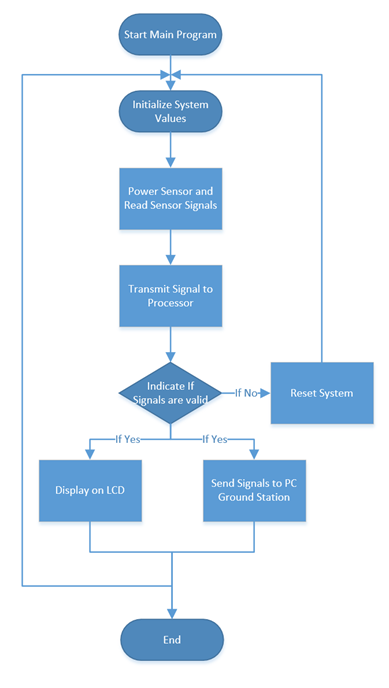 Start Main Program
Initialize System
Values
Power Sensor and
Read Sensor Signals
Transmit Signal to
Processor
Indicate If
Signals are valid
If No
Reset System
If Yes
If Yes
Display on LCD
Send Signals to PC
Ground Station
End